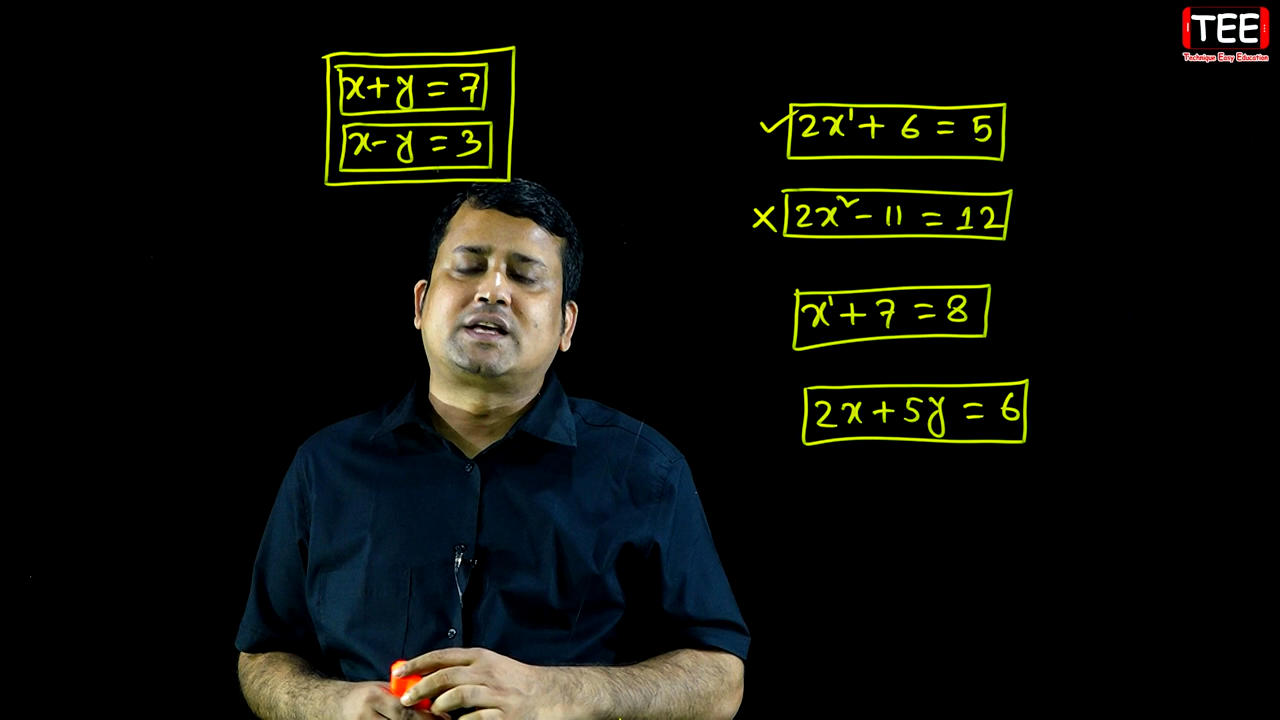 x + y = 7
x - y = 3
✓ 2x¹ + 6 = 5
× 2x² - 11 = 12
x¹ + 7 = 8
2x + 5y = 6
TEE
Technique Easy Education